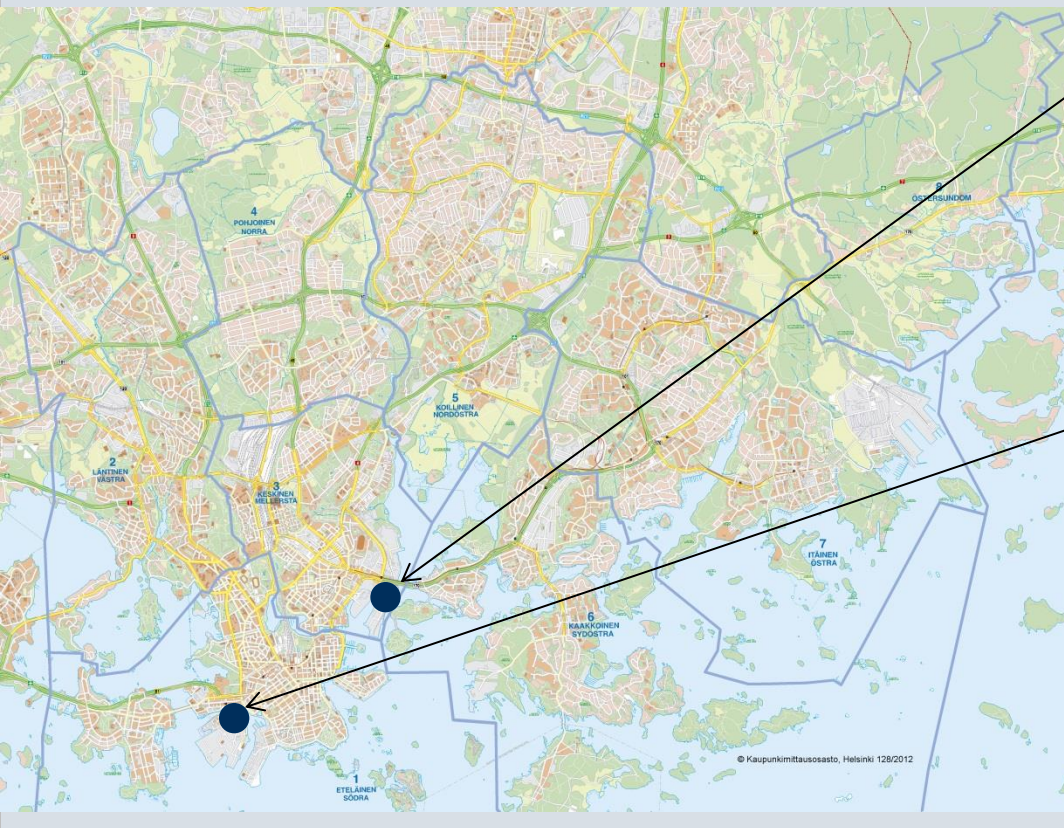 8
ÖSTERSUNDOM
4
POHJOINEN
NORRA
5
KOILLINEN
NORDÖSTRA
2
LÄNTINEN
VÄSTRA
3
KESKINEN
MELLERSTA
7
ITÄINEN
ÖSTRA
6
KAAKKOINEN
SYDÖSTRA
© Kaupunkimittausosasto, Helsinki 128/2012
1
ETELÄINEN
SÖDRA